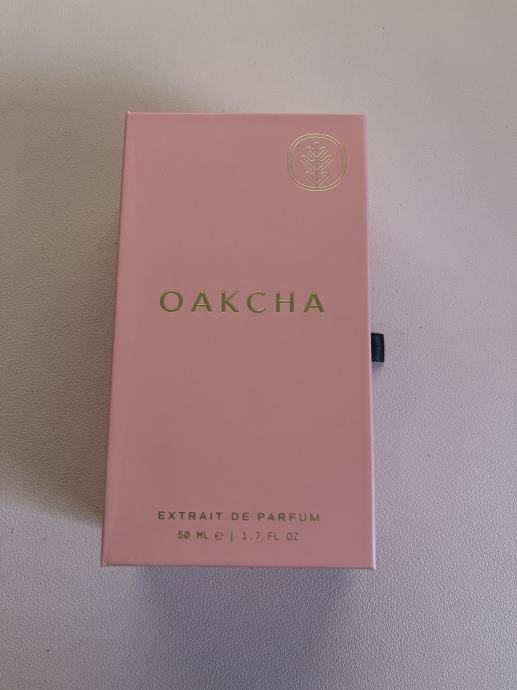 OAKCHA
EXTRAIT DE PARFUM
50 ML ℮ | 1.7 FL OZ